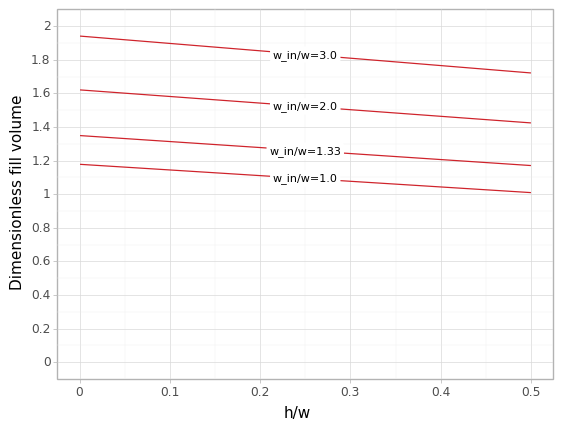 2
1.8
1.6
1.4
1.2
1
0.8
0.6
0.4
0.2
0
Dimensionless fill volume
w_in/w=3.0
w_in/w=2.0
w_in/w=1.33
w_in/w=1.0
0 0.1 0.2 0.3 0.4 0.5
h/w